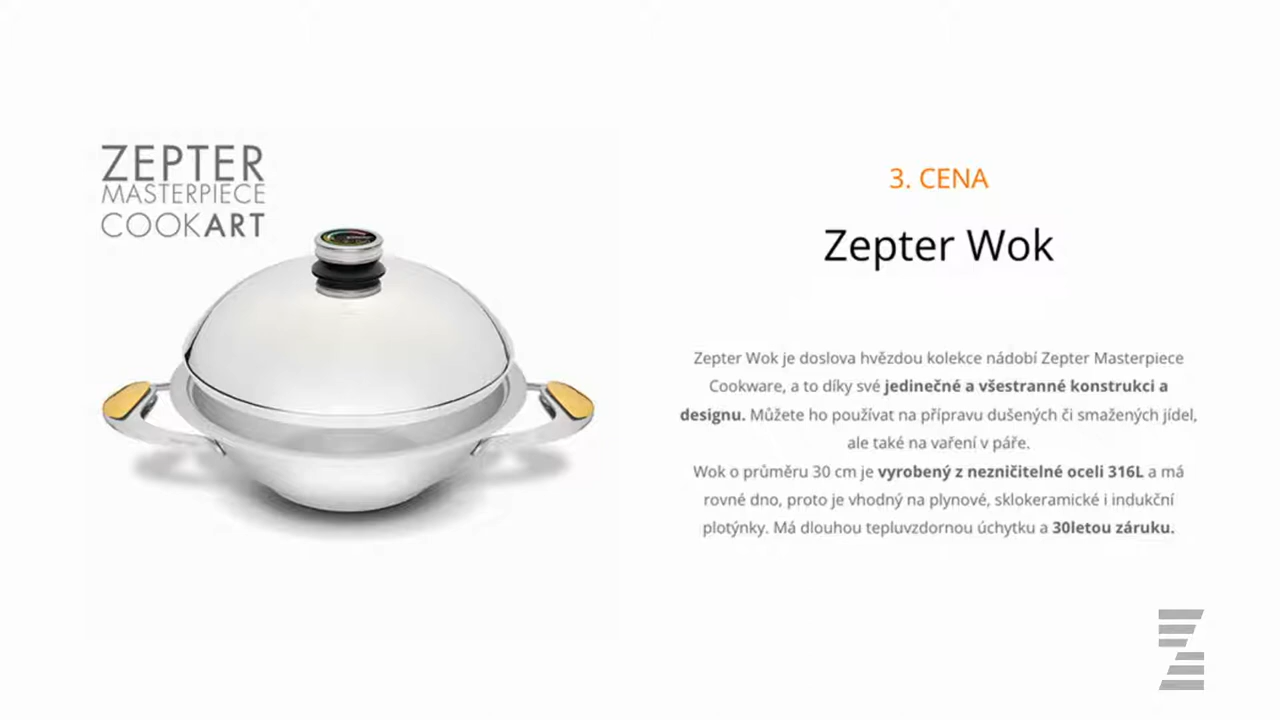 ZEPTER
MASTERPIECE
COOKART
3. CENA
Zepter Wok
Zepter Wok je doslova hvězdou kolekce nádobí Zepter Masterpiece
Cookware, a to díky své jedinečné a všestranné konstrukci a
designu. Můžete ho používat na přípravu dušených či smažených jídel,
ale také na vaření v páře.
Wok o průměru 30 cm je vyrobený z nezničitelné oceli 316L a má
rovné dno, proto je vhodný na plynové, sklokeramické i indukční
plotýnky. Má dlouhou tepluvzdornou úchytku a 30letou záruku.